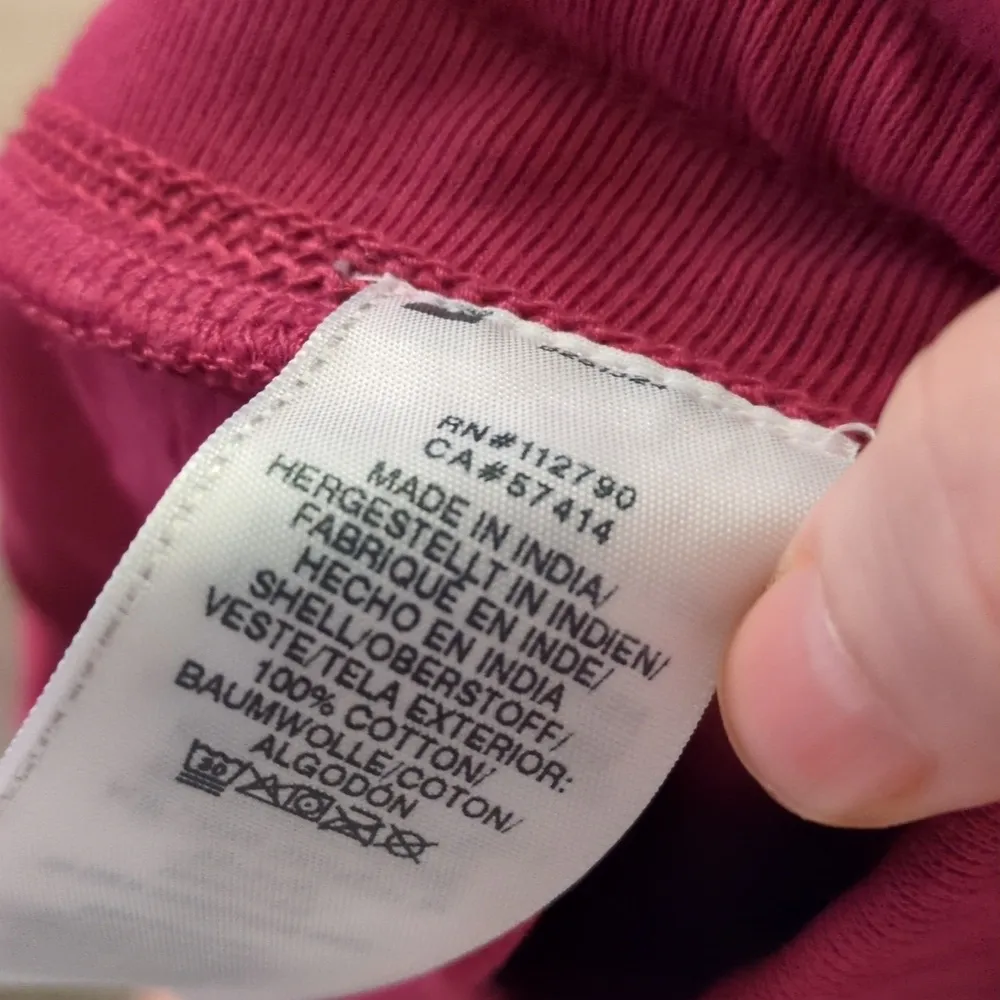 RN#112790
CA#57414
MADE IN INDIA/
HERGESTELLT IN INDIEN/
FABRIQUÉ EN INDE/
HECHO EN INDIA
SHELL/OBERSTOFF/
VESTE/TELA EXTERIOR:
100% COTTON/
BAUMWOLLE/COTON/
ALGODÓN
30